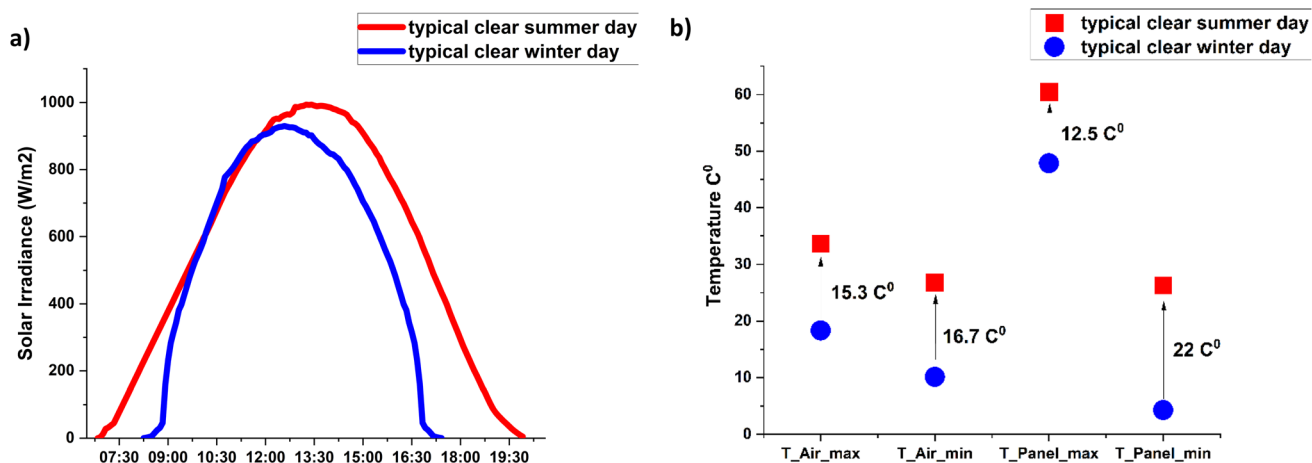 a)
typical clear summer day
typical clear winter day
Solar Irradiance (W/m2)
1000
800
600
400
200
0
07:30 09:00 10:30 12:00 13:30 15:00 16:30 18:00 19:30
b)
typical clear summer day
typical clear winter day
Temperature C⁰
60
50
40
30
20
10
0
15.3 C⁰
16.7 C⁰
12.5 C⁰
22 C⁰
T_Air_max T_Air_min T_Panel_max T_Panel_min